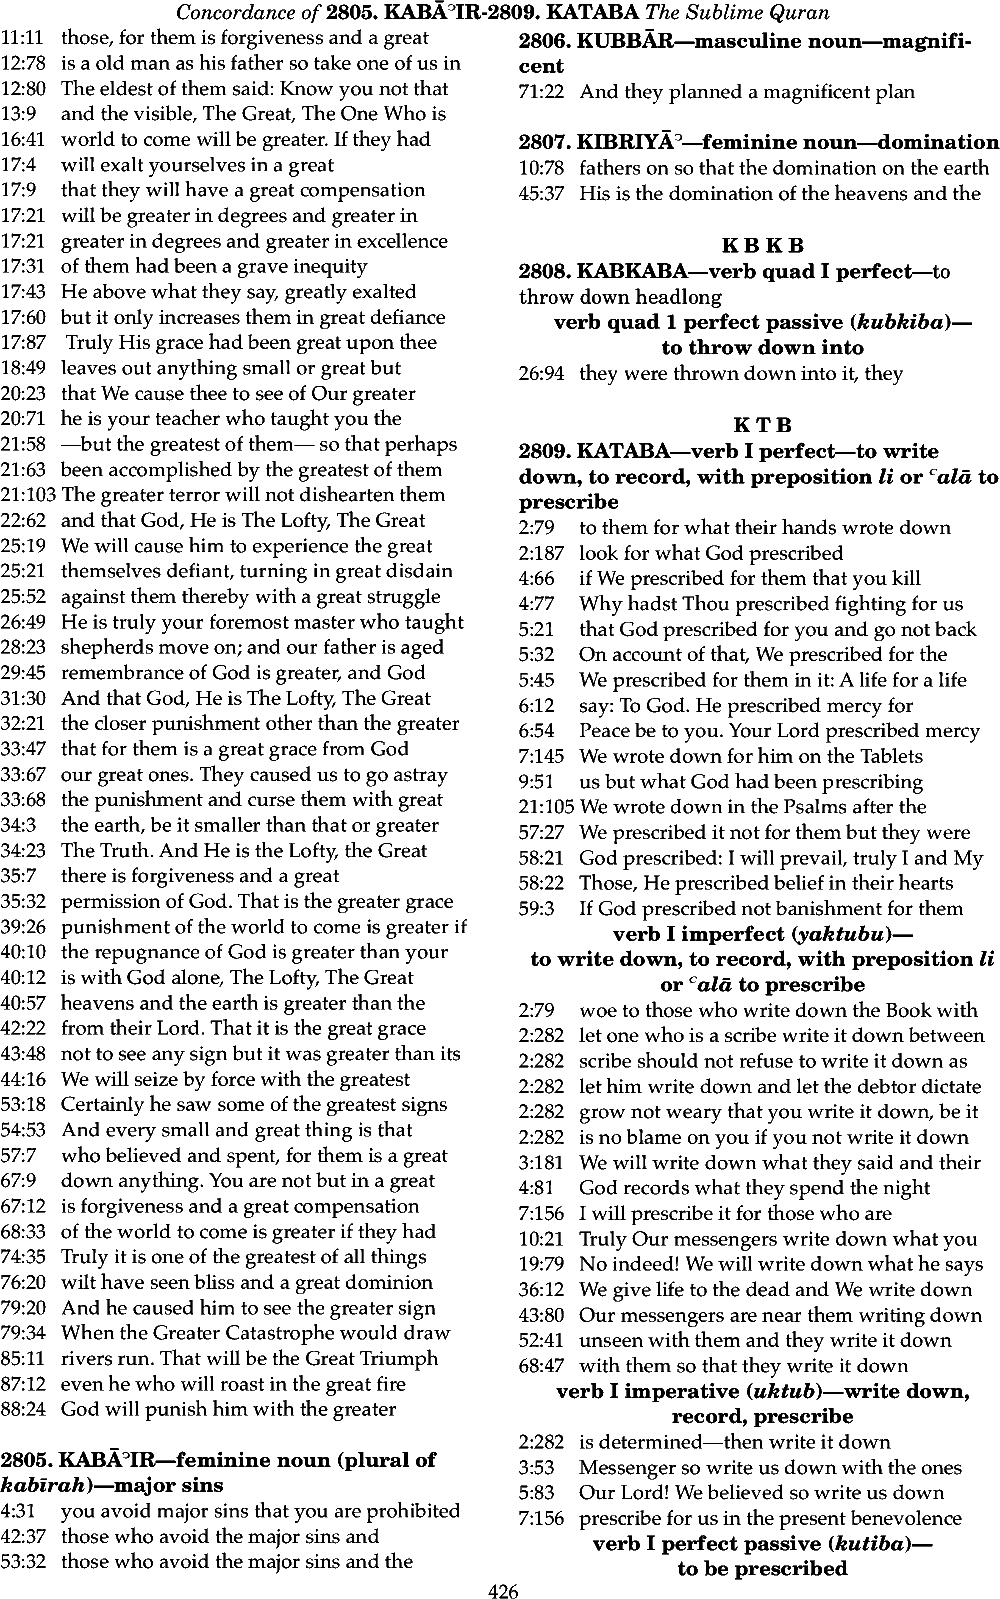 Concordance of 2805. KABĀᵓIR-2809. KATABA The Sublime Quran
11:11 those, for them is forgiveness and a great
12:78 is a old man as his father so take one of us in
12:80 The eldest of them said: Know you not that
13:9 and the visible, The Great, The One Who is
16:41 world to come will be greater. If they had
17:4 will exalt yourselves in a great
17:9 that they will have a great compensation
17:21 will be greater in degrees and greater in
17:21 greater in degrees and greater in excellence
17:31 of them had been a grave inequity
17:43 He above what they say, greatly exalted
17:60 but it only increases them in great defiance
17:87 Truly His grace had been great upon thee
18:49 leaves out anything small or great but
20:23 that We cause thee to see of Our greater
20:71 he is your teacher who taught you the
21:58 —but the greatest of them— so that perhaps
21:63 been accomplished by the greatest of them
21:103 The greater terror will not dishearten them
22:62 and that God, He is The Lofty, The Great
25:19 We will cause him to experience the great
25:21 themselves defiant, turning in great disdain
25:52 against them thereby with a great struggle
26:49 He is truly your foremost master who taught
28:23 shepherds move on; and our father is aged
29:45 remembrance of God is greater, and God
31:30 And that God, He is The Lofty, The Great
32:21 the closer punishment other than the greater
33:47 that for them is a great grace from God
33:67 our great ones. They caused us to go astray
33:68 the punishment and curse them with great
34:3 the earth, be it smaller than that or greater
34:23 The Truth. And He is the Lofty, the Great
35:7 there is forgiveness and a great
35:32 permission of God. That is the greater grace
39:26 punishment of the world to come is greater if
40:10 the repugnance of God is greater than your
40:12 is with God alone, The Lofty, The Great
40:57 heavens and the earth is greater than the
42:22 from their Lord. That it is the great grace
43:48 not to see any sign but it was greater than its
44:16 We will seize by force with the greatest
53:18 Certainly he saw some of the greatest signs
54:53 And every small and great thing is that
57:7 who believed and spent, for them is a great
67:9 down anything. You are not but in a great
67:12 is forgiveness and a great compensation
68:33 of the world to come is greater if they had
74:35 Truly it is one of the greatest of all things
76:20 wilt have seen bliss and a great dominion
79:20 And he caused him to see the greater sign
79:34 When the Greater Catastrophe would draw
85:11 rivers run. That will be the Great Triumph
87:12 even he who will roast in the great fire
88:24 God will punish him with the greater
2805. KABĀᵓIR—feminine noun (plural of
kabīrah)—major sins
4:31 you avoid major sins that you are prohibited
42:37 those who avoid the major sins and
53:32 those who avoid the major sins and the
2806. KUBBĀR—masculine noun—magnifi-
cent
71:22 And they planned a magnificent plan
2807. KIBRIYĀᵓ—feminine noun—domination
10:78 fathers on so that the domination on the earth
45:37 His is the domination of the heavens and the
K B K B
2808. KABKABA—verb quad I perfect—to
throw down headlong
verb quad 1 perfect passive (kubkiba)—
to throw down into
26:94 they were thrown down into it, they
K T B
2809. KATABA—verb I perfect—to write
down, to record, with preposition li or ᶜalā to
prescribe
2:79 to them for what their hands wrote down
2:187 look for what God prescribed
4:66 if We prescribed for them that you kill
4:77 Why hadst Thou prescribed fighting for us
5:21 that God prescribed for you and go not back
5:32 On account of that, We prescribed for the
5:45 We prescribed for them in it: A life for a life
6:12 say: To God. He prescribed mercy for
6:54 Peace be to you. Your Lord prescribed mercy
7:145 We wrote down for him on the Tablets
9:51 us but what God had been prescribing
21:105 We wrote down in the Psalms after the
57:27 We prescribed it not for them but they were
58:21 God prescribed: I will prevail, truly I and My
58:22 Those, He prescribed belief in their hearts
59:3 If God prescribed not banishment for them
verb I imperfect (yaktubu)—
to write down, to record, with preposition li
or ᶜalā to prescribe
2:79 woe to those who write down the Book with
2:282 let one who is a scribe write it down between
2:282 scribe should not refuse to write it down as
2:282 let him write down and let the debtor dictate
2:282 grow not weary that you write it down, be it
2:282 is no blame on you if you not write it down
3:181 We will write down what they said and their
4:81 God records what they spend the night
7:156 I will prescribe it for those who are
10:21 Truly Our messengers write down what you
19:79 No indeed! We will write down what he says
36:12 We give life to the dead and We write down
43:80 Our messengers are near them writing down
52:41 unseen with them and they write it down
68:47 with them so that they write it down
verb I imperative (uktub)—write down,
record, prescribe
2:282 is determined—then write it down
3:53 Messenger so write us down with the ones
5:83 Our Lord! We believed so write us down
7:156 prescribe for us in the present benevolence
verb I perfect passive (kutiba)—
to be prescribed
426